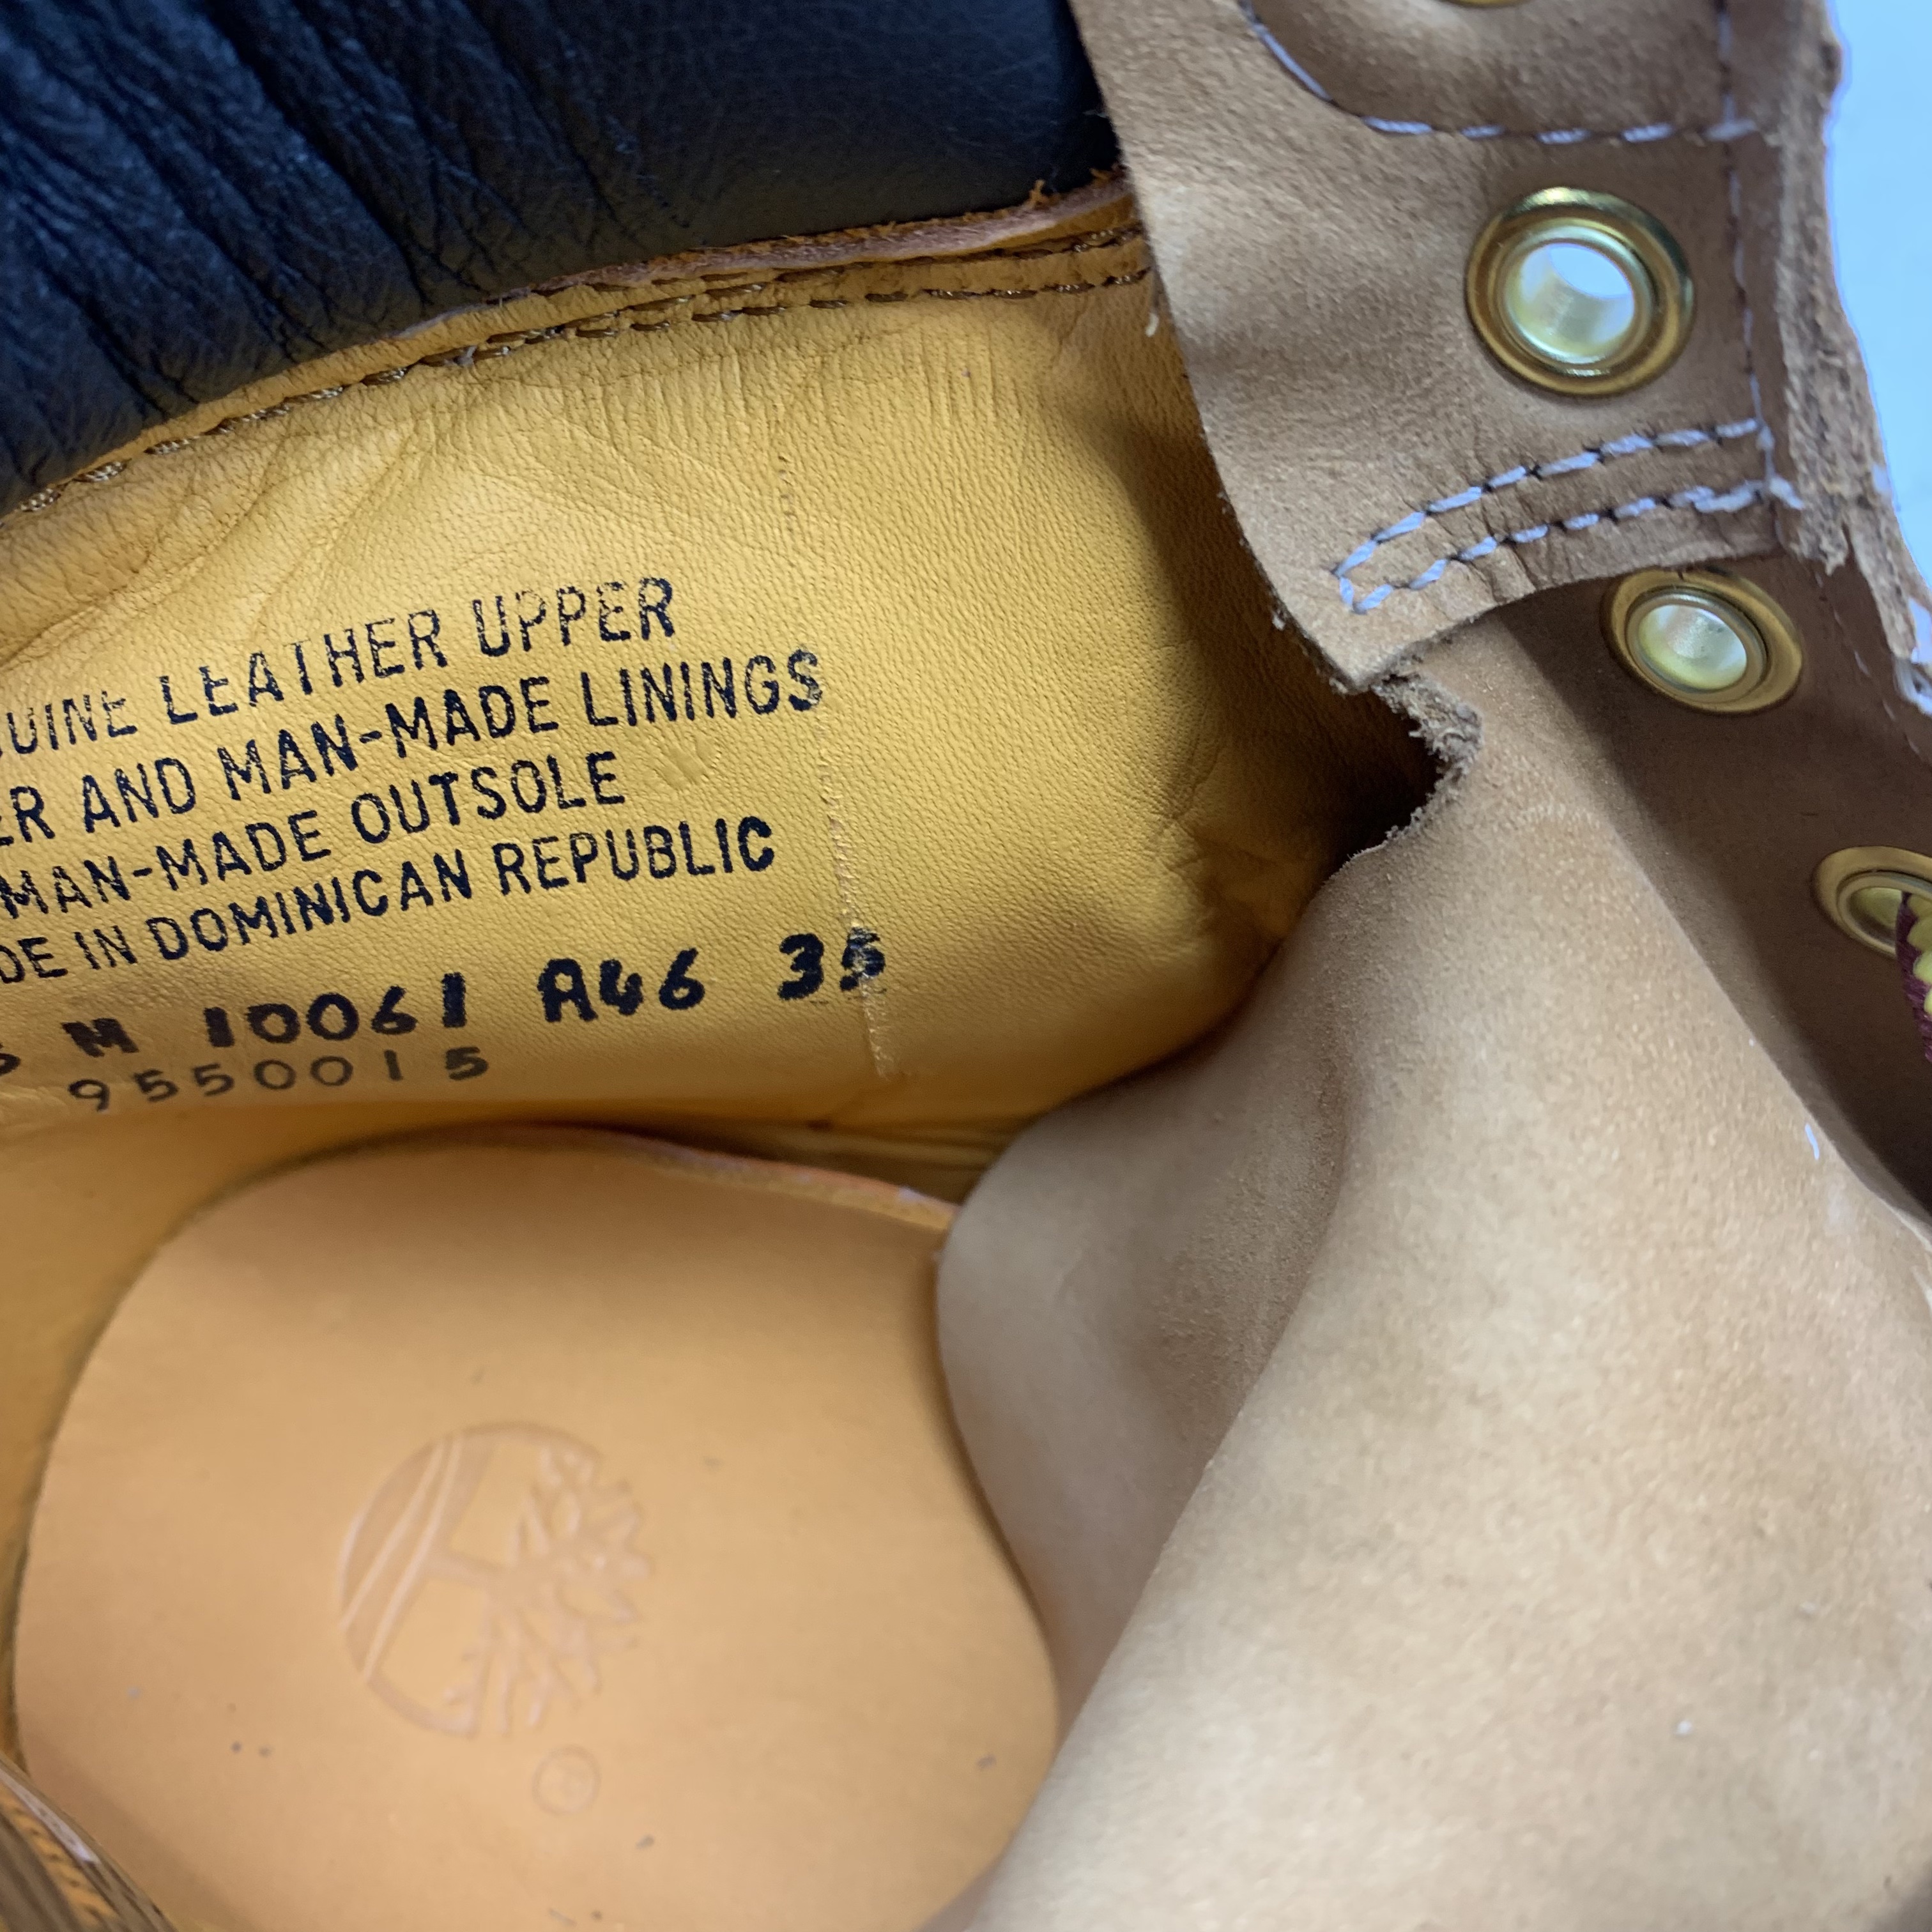 UINE LEATHER UPPER
ER AND MAN-MADE LININGS
MAN-MADE OUTSOLE
DE IN DOMINICAN REPUBLIC
M 10061 A46 35
9550015
®